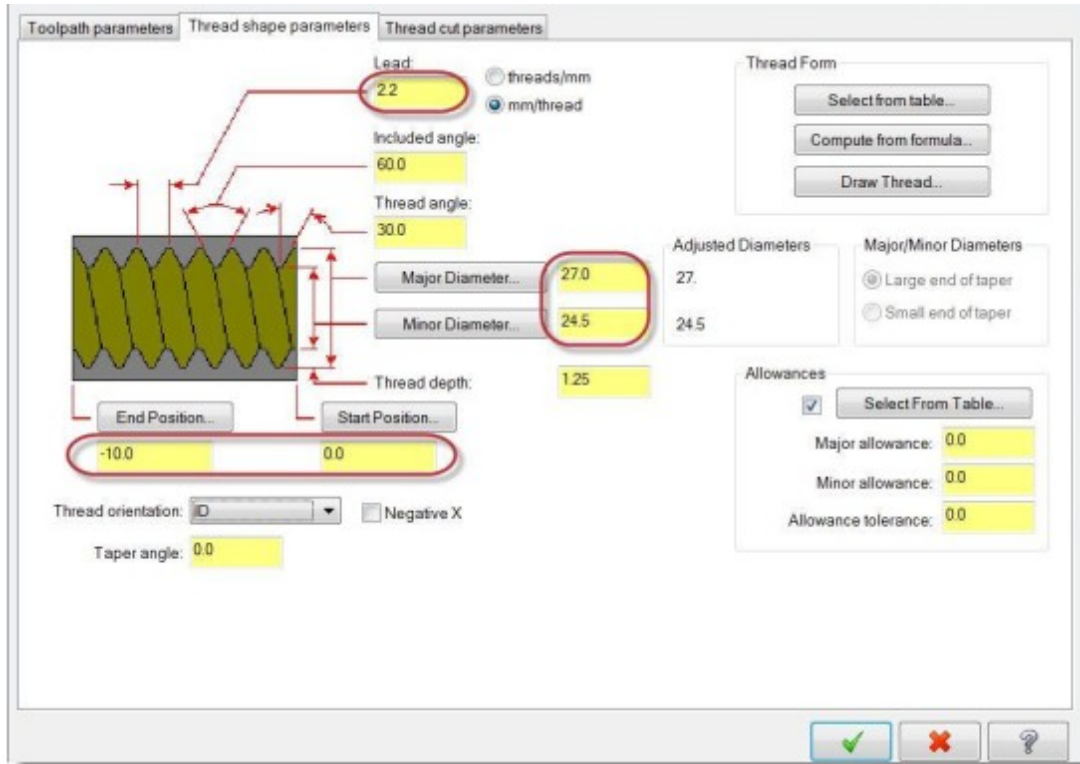 Toolpath parameters Thread shape parameters Thread cut parameters
Lead:
2.2
threads/mm
mm/thread
Included angle:
60.0
Thread angle:
30.0
Major Diameter... 27.0
Minor Diameter... 24.5
Thread depth: 1.25
End Position... Start Position...
-10.0 0.0
Thread orientation: ID Negative X
Taper angle: 0.0
Thread Form
Select from table...
Compute from formula...
Draw Thread...
Adjusted Diameters
27.
24.5
Major/Minor Diameters
Large end of taper
Small end of taper
Allowances
Select From Table...
Major allowance: 0.0
Minor allowance: 0.0
Allowance tolerance: 0.0